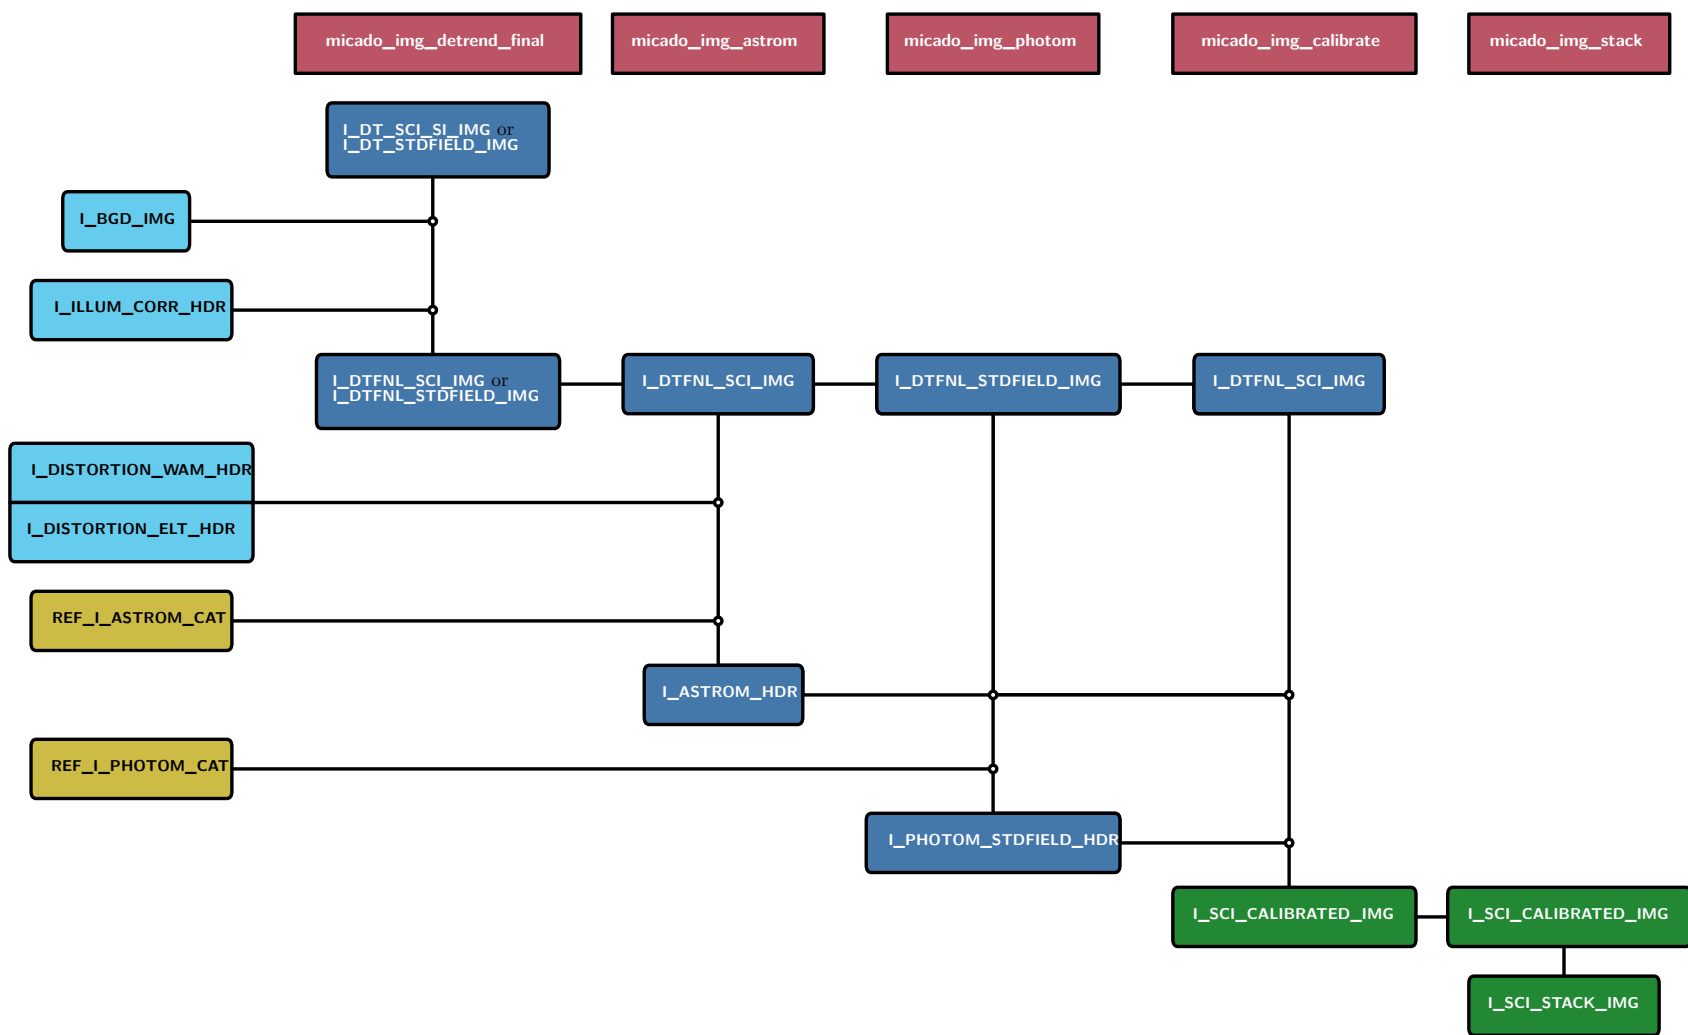 micado_img_detrend_final
micado_img_astrom
micado_img_photom
micado_img_calibrate
micado_img_stack
I_DT_SCI_SI_IMG or
I_DT_STDFIELD_IMG
I_BGD_IMG
I_ILLUM_CORR_HDR
I_DTFNL_SCI_IMG or
I_DTFNL_STDFIELD_IMG
I_DTFNL_SCI_IMG
I_DTFNL_STDFIELD_IMG
I_DTFNL_SCI_IMG
I_DISTORTION_WAM_HDR
I_DISTORTION_ELT_HDR
REF_I_ASTROM_CAT
I_ASTROM_HDR
REF_I_PHOTOM_CAT
I_PHOTOM_STDFIELD_HDR
I_SCI_CALIBRATED_IMG
I_SCI_CALIBRATED_IMG
I_SCI_STACK_IMG